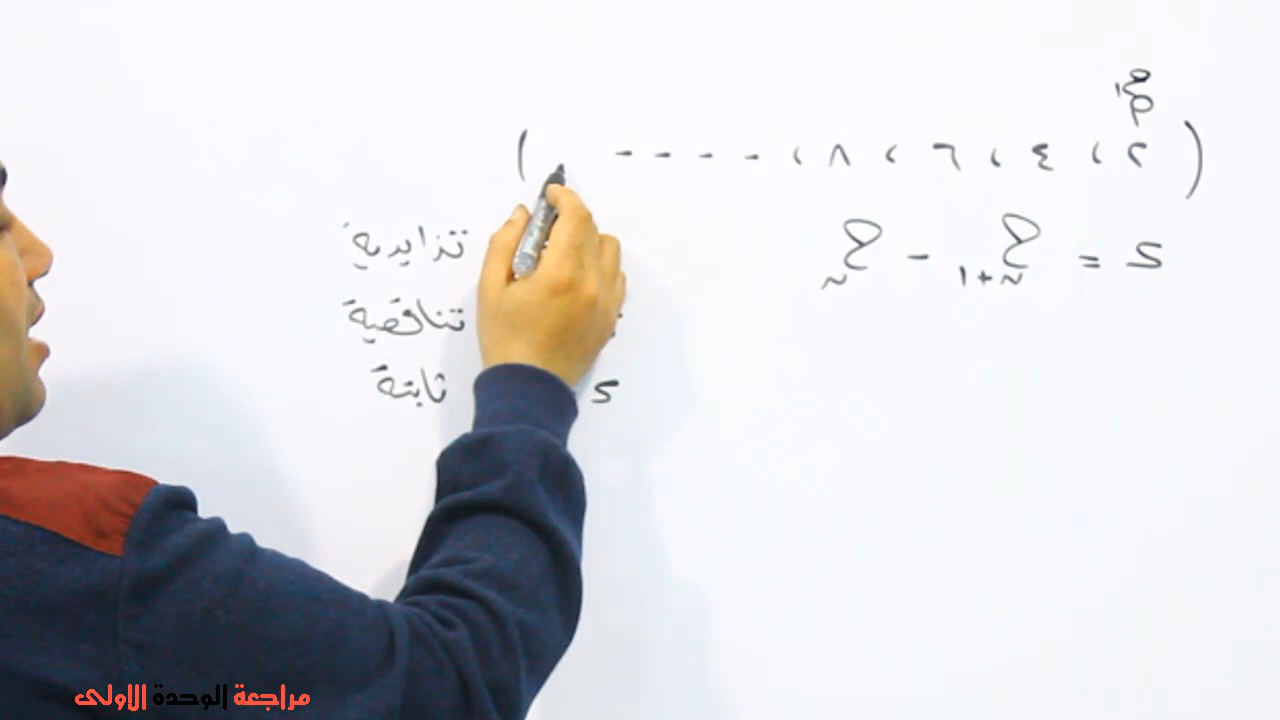 ح١
( ٢ ، ٤ ، ٦ ، ٨ ، - - - - )
د = ح ن+١ - ح ن
تزايدية
تناقصية
د ثابتة
مراجعة الوحدة الاولى